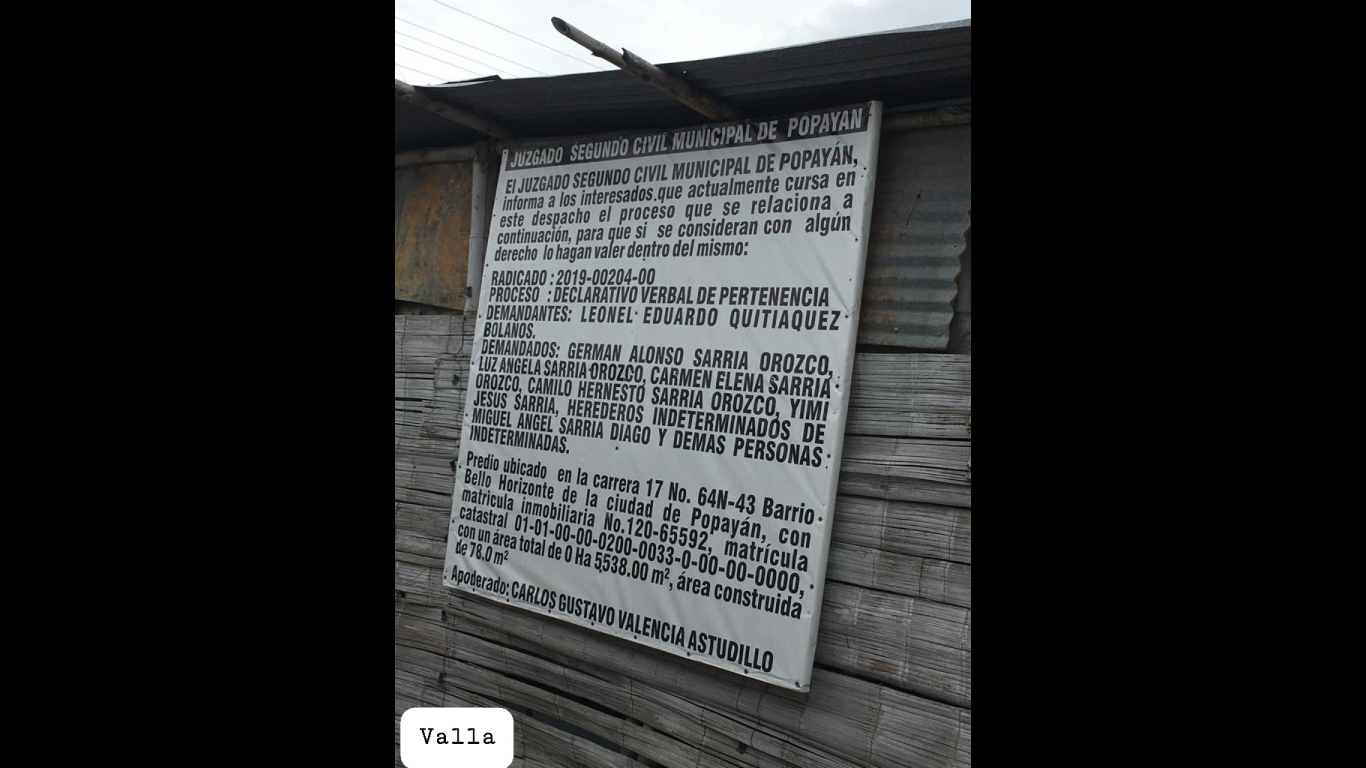 JUZGADO SEGUNDO CIVIL MUNICIPAL DE POPAYAN
El JUZGADO SEGUNDO CIVIL MUNICIPAL DE POPAYÁN,
informa a los interesados que actualmente cursa en
este despacho el proceso que se relaciona a
continuación, para que si se consideran con algún
derecho lo hagan valer dentro del mismo:
RADICADO : 2019-00204-00
PROCESO : DECLARATIVO VERBAL DE PERTENENCIA
DEMANDANTES: LEONEL EDUARDO QUITIAQUEZ
BOLAÑOS.
DEMANDADOS: GERMAN ALONSO SARRIA OROZCO,
LUZ ANGELA SARRIA OROZCO, CARMEN ELENA SARRIA
OROZCO, CAMILO HERNESTO SARRIA OROZCO, YIMI
JESUS SARRIA, HEREDEROS INDETERMINADOS DE
MIGUEL ANGEL SARRIA DIAGO Y DEMAS PERSONAS
INDETERMINADAS.
Predio ubicado en la carrera 17 No. 64N-43 Barrio
Bello Horizonte de la ciudad de Popayán, con
matricula inmobiliaria No.120-65592, matrícula
catastral 01-01-00-00-0200-0033-0-00-00-0000,
con un área total de 0 Ha 5538.00 m², área construida
de 78.0 m²
Apoderado: CARLOS GUSTAVO VALENCIA ASTUDILLO
Valla